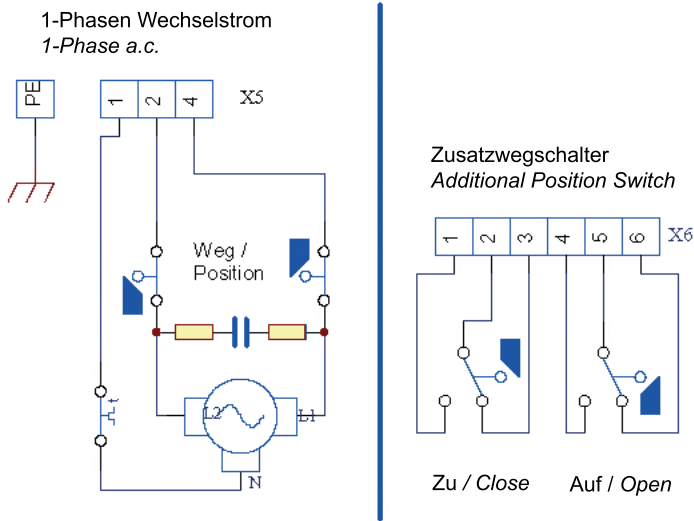 1-Phasen Wechselstrom
1-Phase a.c.
PE
1 2 4 X5
Weg /
Position
t
L2 L1
N
Zusatzwegschalter
Additional Position Switch
1 2 3 4 5 6 X6
Zu / Close
Auf / Open